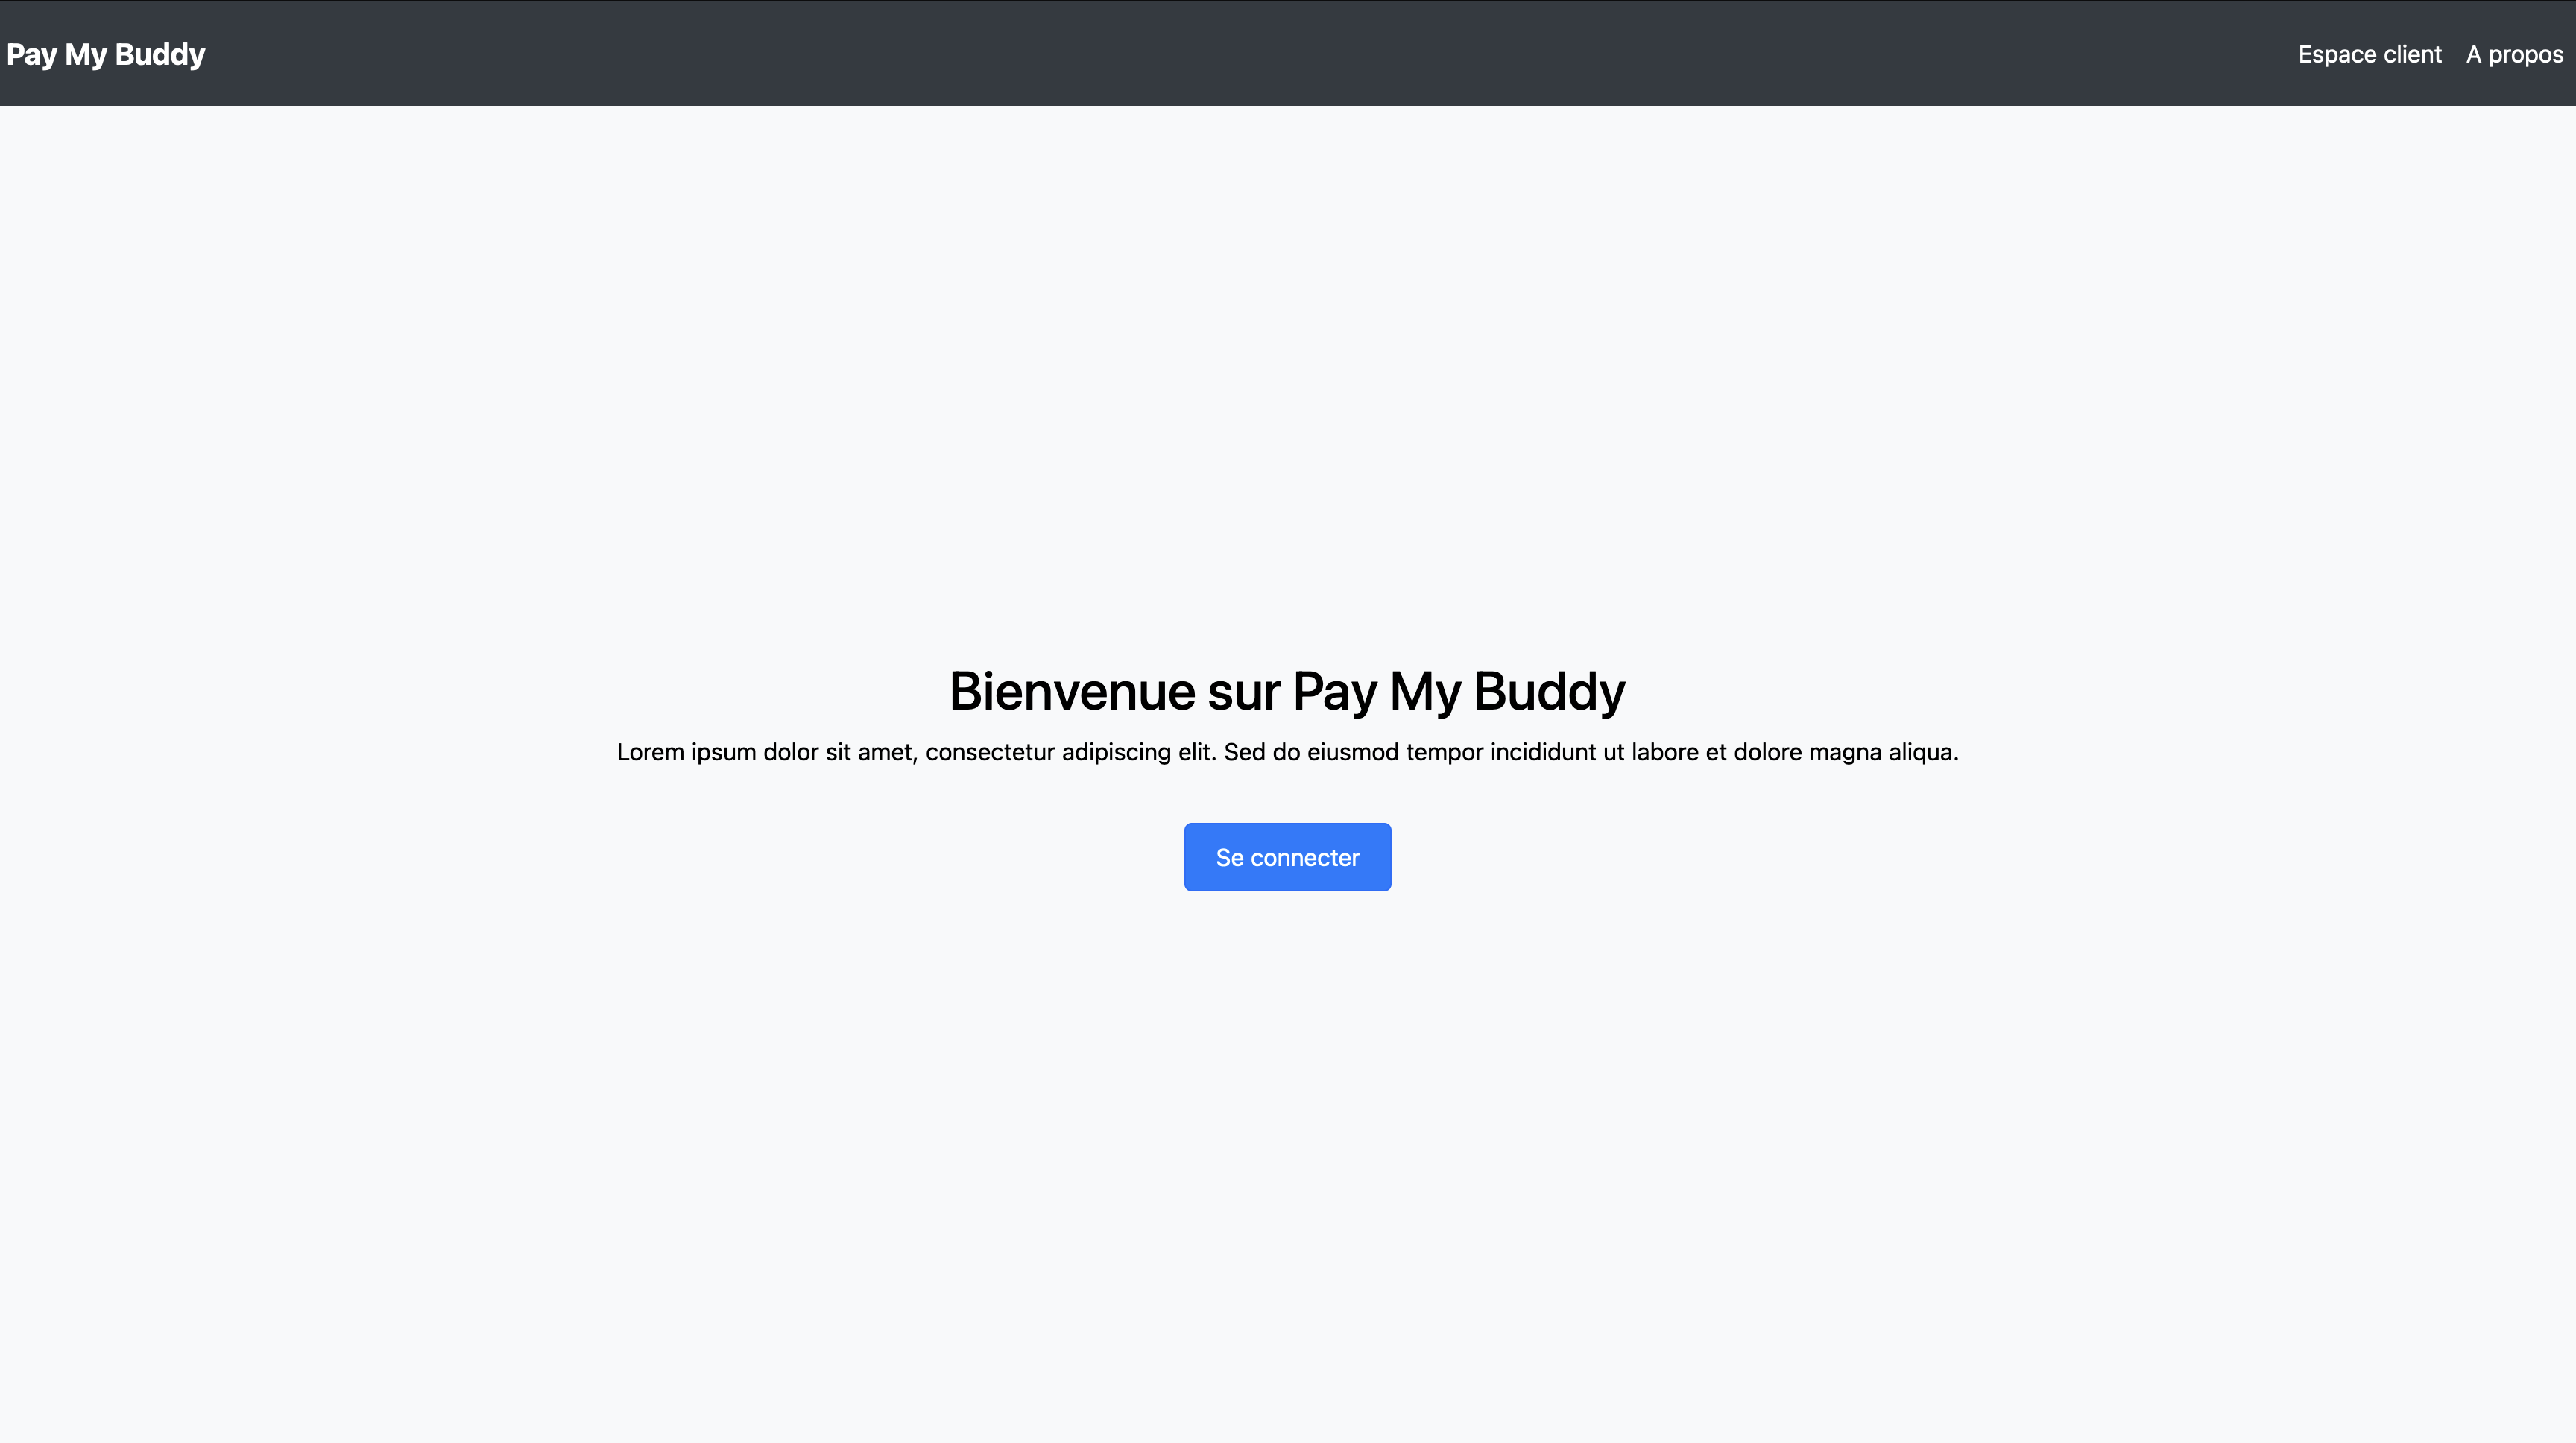 Pay My Buddy
Espace client
A propos
Bienvenue sur Pay My Buddy
Lorem ipsum dolor sit amet, consectetur adipiscing elit. Sed do eiusmod tempor incididunt ut labore et dolore magna aliqua.
Se connecter